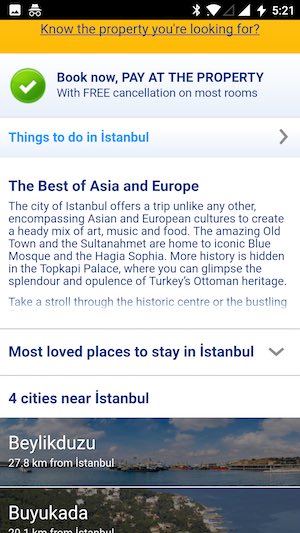 5:21
Know the property you're looking for?
Book now, PAY AT THE PROPERTY
With FREE cancellation on most rooms
Things to do in İstanbul
The Best of Asia and Europe
The city of Istanbul offers a trip unlike any other,
encompassing Asian and European cultures to create
a heady mix of art, music and food. The amazing Old
Town and the Sultanahmet are home to iconic Blue
Mosque and the Hagia Sophia. More history is hidden
in the Topkapi Palace, where you can glimpse the
splendour and opulence of Turkey's Ottoman heritage.
Take a stroll through the historic centre or the bustling
Most loved places to stay in İstanbul
4 cities near İstanbul
Beylikduzu
27.8 km from İstanbul
Buyukada
20.1 km from İstanbul